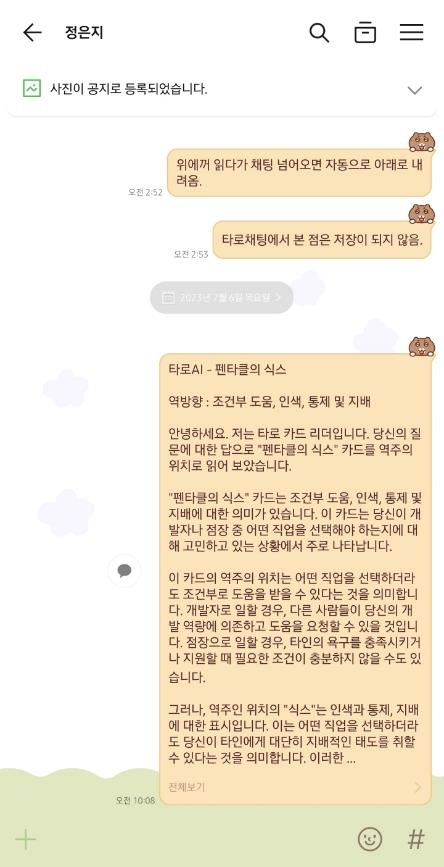 정은지
사진이 공지로 등록되었습니다.
위에꺼 읽다가 채팅 넘어오면 자동으로 아래로 내
려옴.
오전 2:52
타로채팅에서 본 점은 저장이 되지 않음.
오전 2:53
2023년 7월 6일 목요일
타로AI - 펜타클의 식스
역방향 : 조건부 도움, 인색, 통제 및 지배
안녕하세요. 저는 타로 카드 리더입니다. 당신의 질
문에 대한 답으로 "펜타클의 식스" 카드를 역주의
위치로 읽어 보았습니다.
"펜타클의 식스" 카드는 조건부 도움, 인색, 통제 및
지배에 대한 의미가 있습니다. 이 카드는 당신이 개
발자나 점장 중 어떤 직업을 선택해야 하는지에 대
해 고민하고 있는 상황에서 주로 나타납니다.
이 카드의 역주의 위치는 어떤 직업을 선택하더라
도 조건부로 도움을 받을 수 있다는 것을 의미합니
다. 개발자로 일할 경우, 다른 사람들이 당신의 개
발 역량에 의존하고 도움을 요청할 수 있을 것입니
다. 점장으로 일할 경우, 타인의 욕구를 충족시키거
나 지원할 때 필요한 조건이 충분하지 않을 수도 있
습니다.
그러나, 역주인 위치의 "식스"는 인색과 통제, 지배
에 대한 표시입니다. 이는 어떤 직업을 선택하더라
도 당신이 타인에게 대단히 지배적인 태도를 취할
수 있다는 것을 의미합니다. 이러한 ...
전체보기
오전 10:08